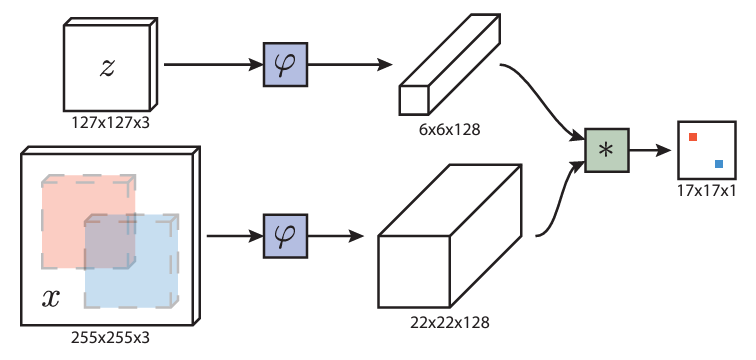 z
127x127x3
φ
6x6x128
*
17x17x1
x
255x255x3
φ
22x22x128